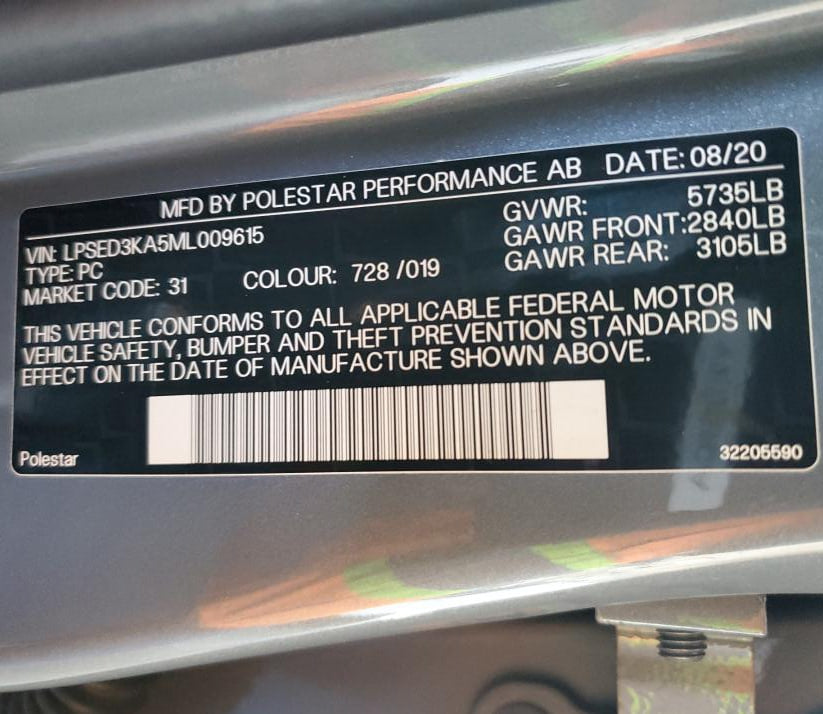 MFD BY POLESTAR PERFORMANCE AB DATE: 08/20
VIN: LPSED3KA5ML009615
TYPE: PC
MARKET CODE: 31 COLOUR: 728 /019
GVWR: 5735LB
GAWR FRONT:2840LB
GAWR REAR: 3105LB
THIS VEHICLE CONFORMS TO ALL APPLICABLE FEDERAL MOTOR
VEHICLE SAFETY, BUMPER AND THEFT PREVENTION STANDARDS IN
EFFECT ON THE DATE OF MANUFACTURE SHOWN ABOVE.
Polestar 32205590